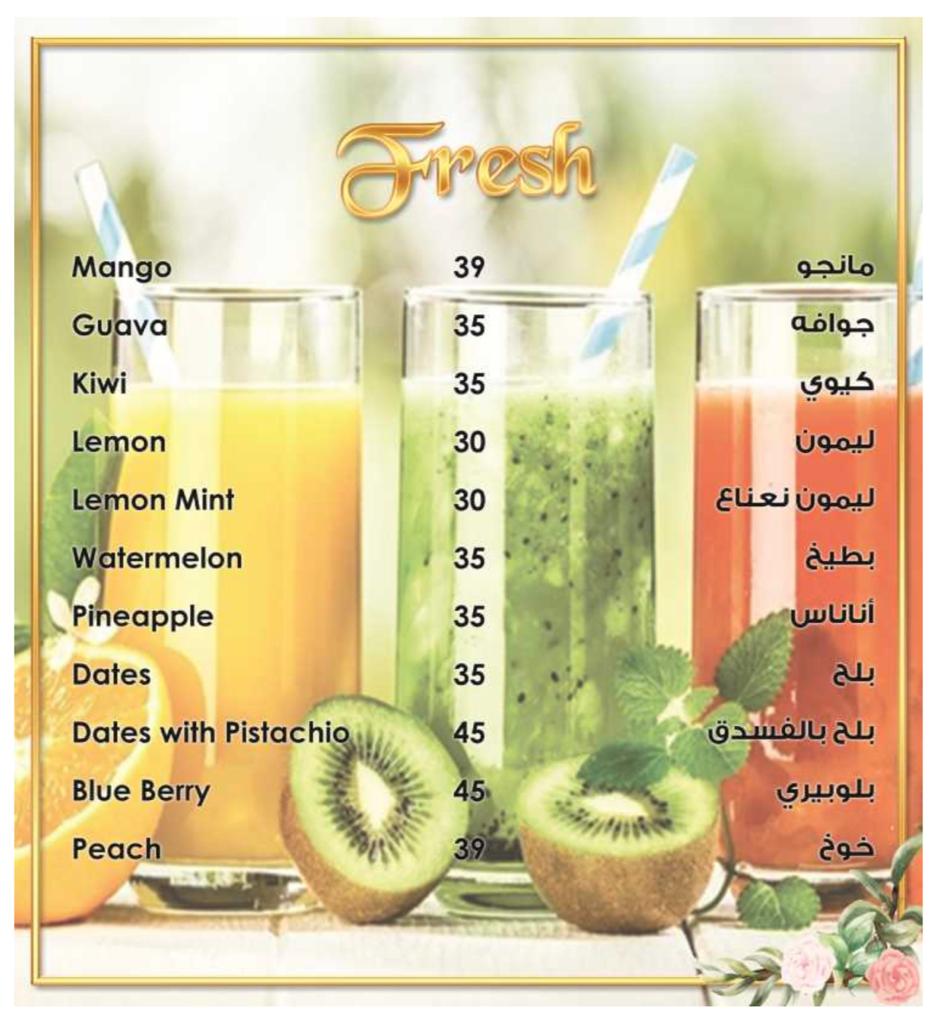 Fresh
Mango 39 مانجو
Guava 35 جوافه
Kiwi 35 كيوي
Lemon 30 ليمون
Lemon Mint 30 ليمون نعناع
Watermelon 35 بطيخ
Pineapple 35 أناناس
Dates 35 بلح
Dates with Pistachio 45 بلح بالفسدق
Blue Berry 45 بلوبيري
Peach 39 خوخ